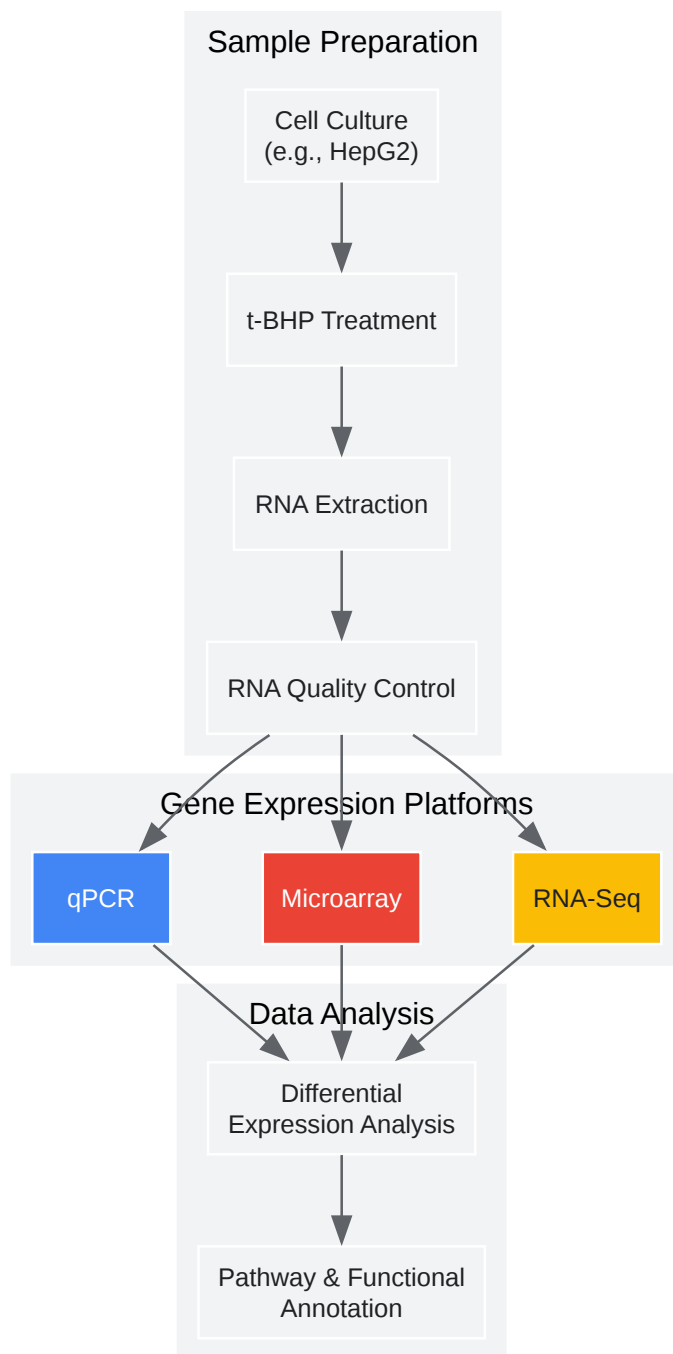 Sample Preparation
Cell Culture
(e.g., HepG2)
t-BHP Treatment
RNA Extraction
RNA Quality Control
Gene Expression Platforms
qPCR
Microarray
RNA-Seq
Data Analysis
Differential
Expression Analysis
Pathway & Functional
Annotation